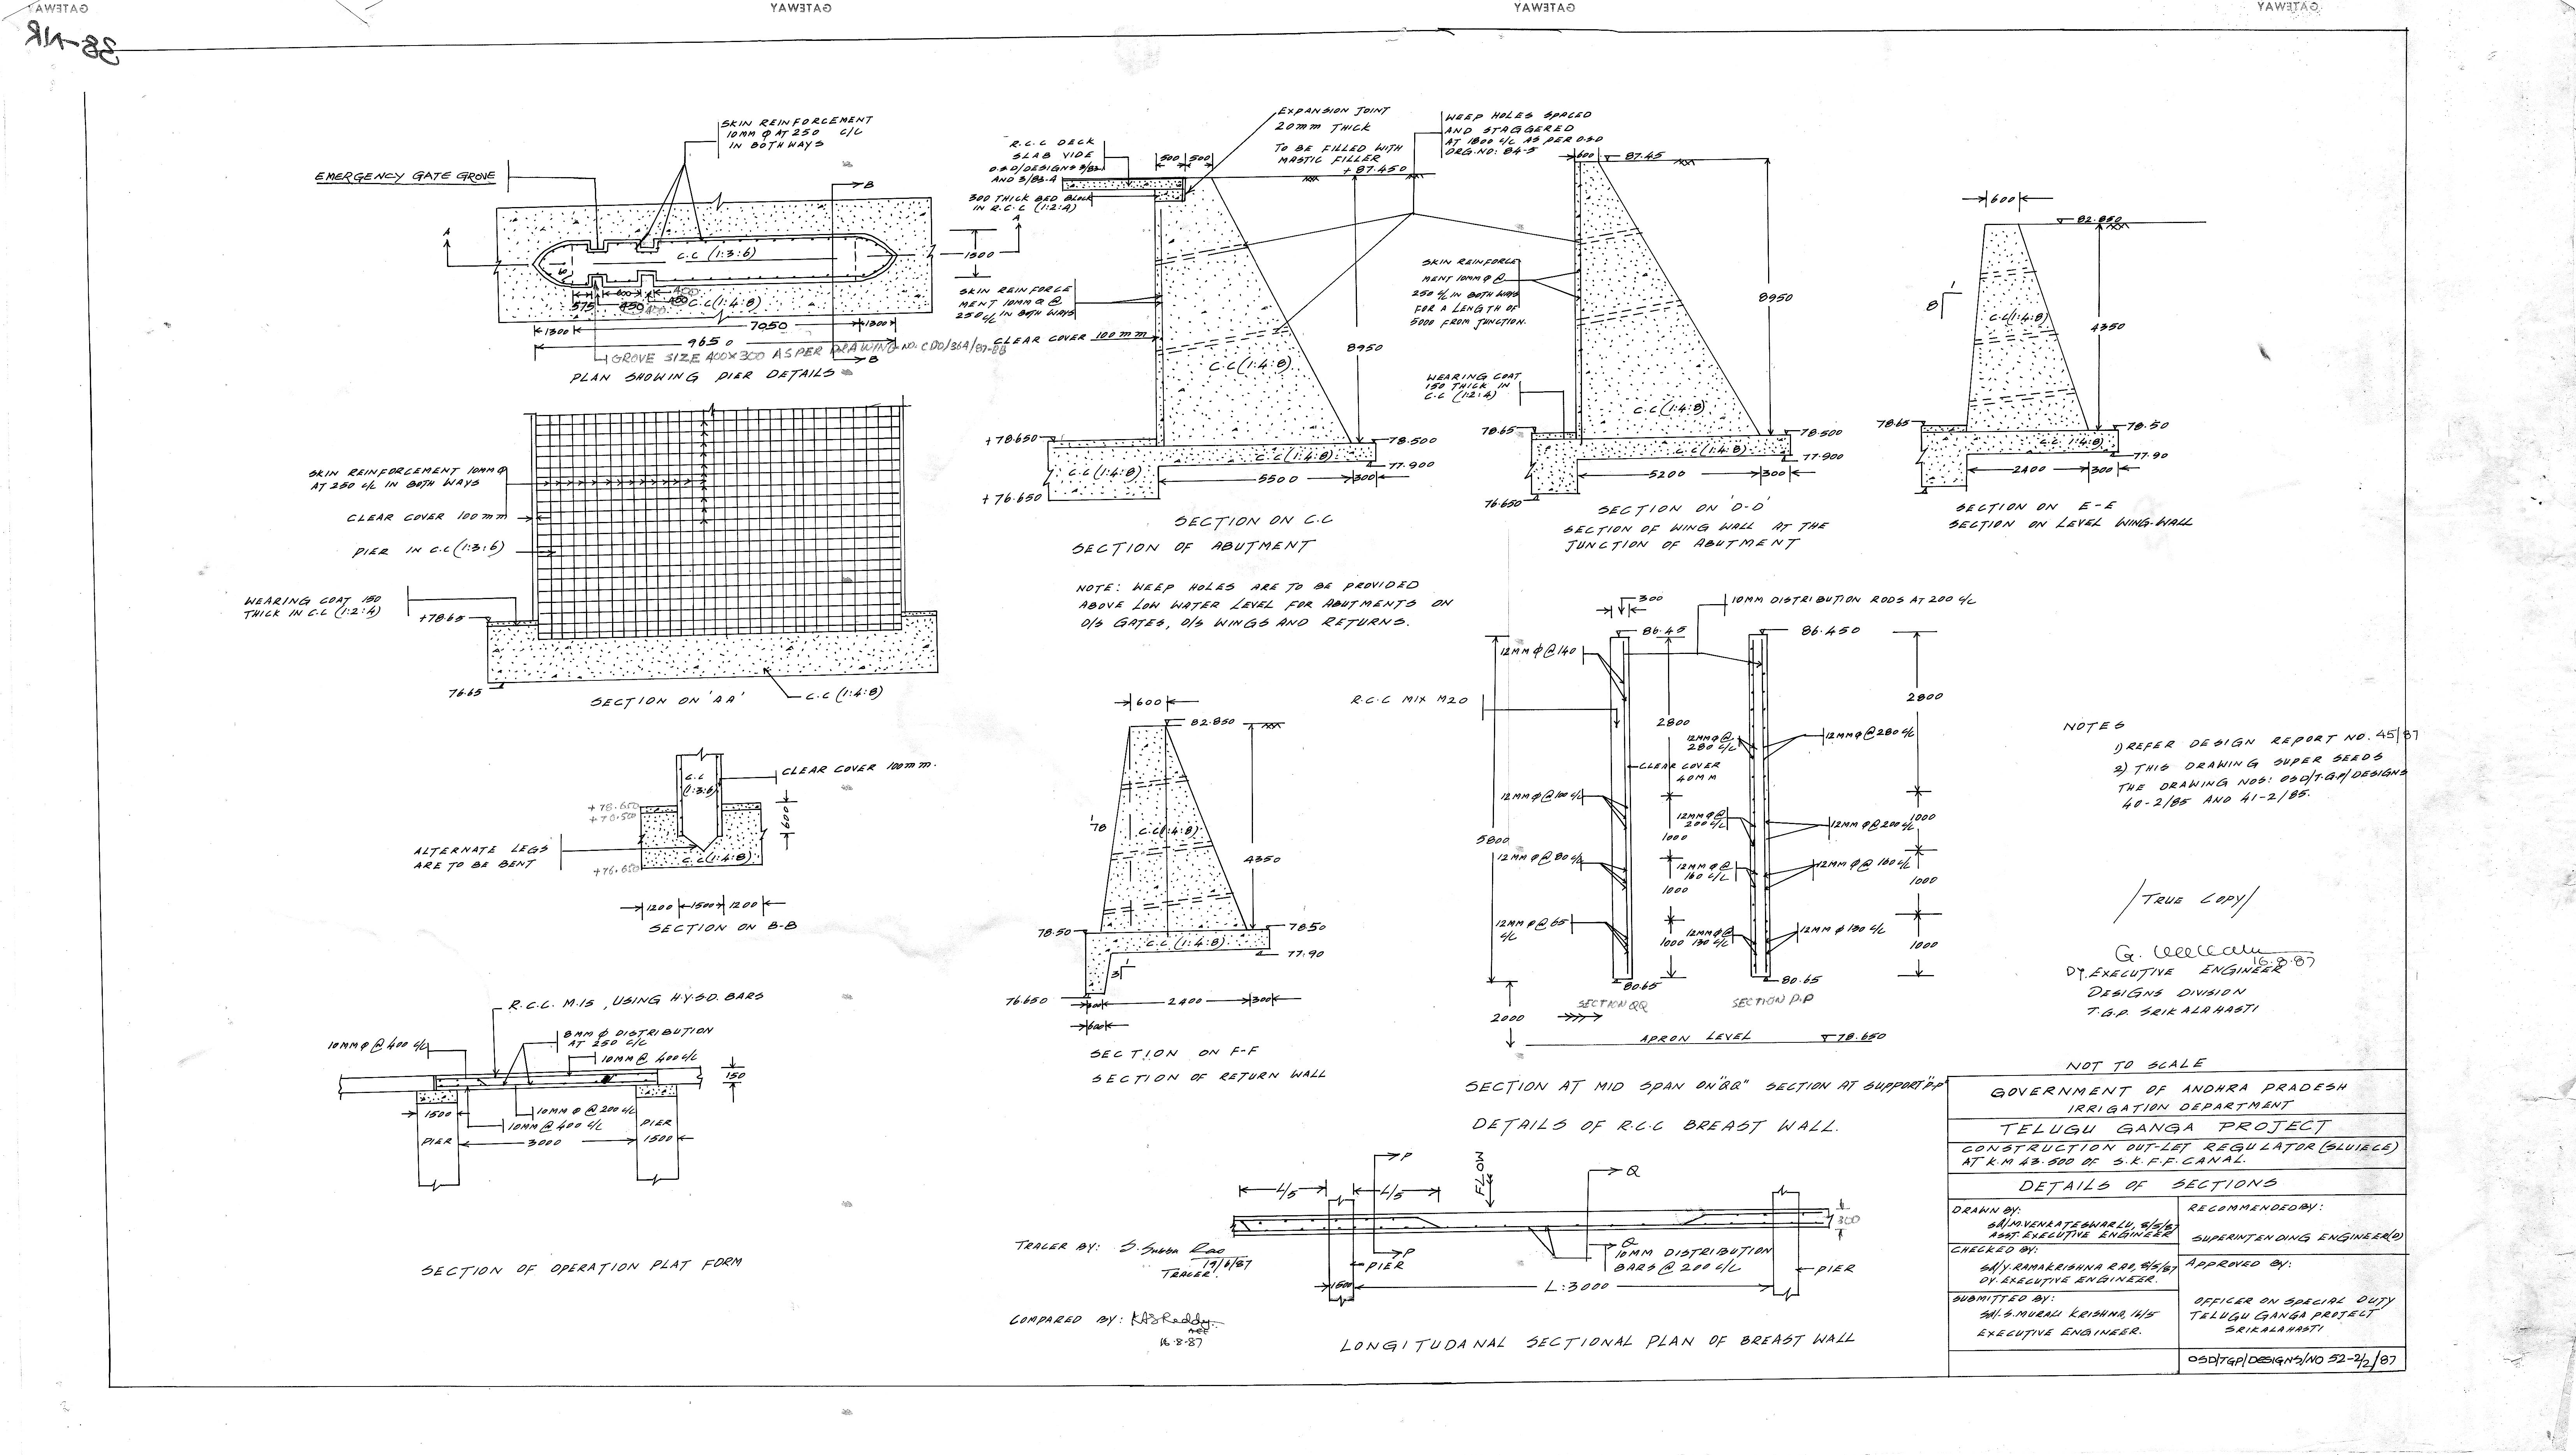 GATEWAY
GATEWAY
GATEWAY
GATEWAY
38-NR
SKIN REINFORCEMENT
10MM Φ AT 250 C/C
IN BOTH WAYS
EMERGENCY GATE GROVE
B
A
C.C (1:3:6)
C.C (1:4:8)
1500
575
450
1300
7050
1300
9650
GROVE SIZE 400X300 AS PER DRAWING NO. CDO/364/87-88
B
PLAN SHOWING PIER DETAILS
R.C.C DECK
SLAB VIDE
O.S.D/DESIGNS 3/83
AND 3/83-A
300 THICK BED BLOCK
IN R.C.C (1:2:4)
A
500 500
EXPANSION JOINT
20mm THICK
TO BE FILLED WITH
MASTIC FILLER
+87.450
WEEP HOLES SPACED
AND STAGGERED
AT 1800 C/C AS PER O.S.D
DRG.NO: 84-5
SKIN REINFORCE
MENT 10MM Φ @
250 C/C IN BOTH WAYS
CLEAR COVER 100mm
8950
C.C (1:4:8)
+78.650
78.500
C.C (1:4:8)
C.C (1:4:8)
77.900
5500
300
+76.650
SECTION ON C.C
SECTION OF ABUTMENT
NOTE: WEEP HOLES ARE TO BE PROVIDED
ABOVE LOW WATER LEVEL FOR ABUTMENTS ON
D/S GATES, D/S WINGS AND RETURNS.
600
87.45
SKIN REINFORCE
MENT 10MM Φ @
250 C/C IN BOTH WAYS
FOR A LENGTH OF
5000 FROM JUNCTION.
8950
WEARING COAT
150 THICK IN
C.C (1:2:4)
C.C (1:4:8)
78.65
78.500
C.C (1:4:8)
77.900
5200
300
76.650
SECTION ON 'D-D'
SECTION OF WING WALL AT THE
JUNCTION OF ABUTMENT
600
82.850
1
8
C.C (1:4:8)
4350
78.65
78.50
C.C (1:4:8)
77.90
2400
300
SECTION ON E-E
SECTION ON LEVEL WING-WALL
SKIN REINFORCEMENT 10MM Φ
AT 250 C/C IN BOTH WAYS
CLEAR COVER 100mm
PIER IN C.C (1:3:6)
WEARING COAT 150
THICK IN C.C (1:2:4)
+78.65
76.65
SECTION ON 'AA'
C.C (1:4:8)
CLEAR COVER 100mm.
C.C
(1:3:6)
+78.650
+78.500
600
ALTERNATE LEGS
ARE TO BE BENT
C.C (1:4:8)
+76.650
1200 1500 1200
SECTION ON B-B
R.C.C. M-15, USING H.Y.S.D. BARS
8MM Φ DISTRIBUTION
AT 250 C/C
10MM Φ @ 400 C/C
10MM @ 400 C/C
150
1500
10MM Φ @ 200 C/C
10MM @ 400 C/C
PIER
PIER
3000
1500
SECTION OF OPERATION PLAT FORM
600
82.850
C.C (1:4:8)
4350
78.50
78.50
C.C (1:4:8)
77.90
76.650
300
2400
300
600
SECTION ON F-F
SECTION OF RETURN WALL
300
10MM DISTRIBUTION RODS AT 200 C/C
86.45
86.450
12MM Φ @ 140
R.C.C MIX M20
2800
2800
12MM Φ @
280 C/C
12MM Φ @ 280 C/C
CLEAR COVER
40MM
12MM Φ @ 100 C/C
12MM Φ @
200 C/C
12MM Φ @ 200 C/C
1000
1000
5800
12MM Φ @ 80 C/C
12MM Φ @
160 C/C
12MM Φ @ 160 C/C
1000
1000
12MM Φ @ 65
C/C
12MM Φ @
130 C/C
12MM Φ 130 C/C
1000
1000
80.65
80.65
SECTION QQ
SECTION P.P
2000
APRON LEVEL
78.650
SECTION AT MID SPAN ON "QQ" SECTION AT SUPPORT "P-P"
DETAILS OF R.C.C BREAST WALL.
P
FLOW
Q
L/5
L/5
300
P
PIER
Q
10MM DISTRIBUTION
BARS @ 200 C/C
PIER
1500
L:3000
LONGITUDANAL SECTIONAL PLAN OF BREAST WALL
TRACER BY: S. Subba Rao
19/6/87
TRACER.
COMPARED BY: KASReddy
16-8-87
NOTES
1) REFER DESIGN REPORT NO. 45/87
2) THIS DRAWING SUPER SEEDS
THE DRAWING NOS: OSD/T.G.P/DESIGNS
40-2/85 AND 41-2/85.
/TRUE COPY/
16.8.87
DY. EXECUTIVE ENGINEER
DESIGNS DIVISION
T.G.P. SRIKALAHASTI
NOT TO SCALE
GOVERNMENT OF ANDHRA PRADESH
IRRIGATION DEPARTMENT
TELUGU GANGA PROJECT
CONSTRUCTION OUT-LET REGULATOR (SLUIECE)
AT K.M 43.500 OF S.K.F.F. CANAL.
DETAILS OF SECTIONS
DRAWN BY:
Sd/M.VENKATESWARLU, 8/5/87
ASST. EXECUTIVE ENGINEER
RECOMMENDED BY:
SUPERINTENDING ENGINEER(D)
CHECKED BY:
Sd/Y.RAMAKRISHNA RAO, 8/5/87
DY. EXECUTIVE ENGINEER.
APPROVED BY:
SUBMITTED BY:
Sd/. S. MURALI KRISHNA, 16/5
EXECUTIVE ENGINEER.
OFFICER ON SPECIAL DUTY
TELUGU GANGA PROJECT
SRIKALAHASTI
OSD/TGP/DESIGNS/NO 52-2/2/87